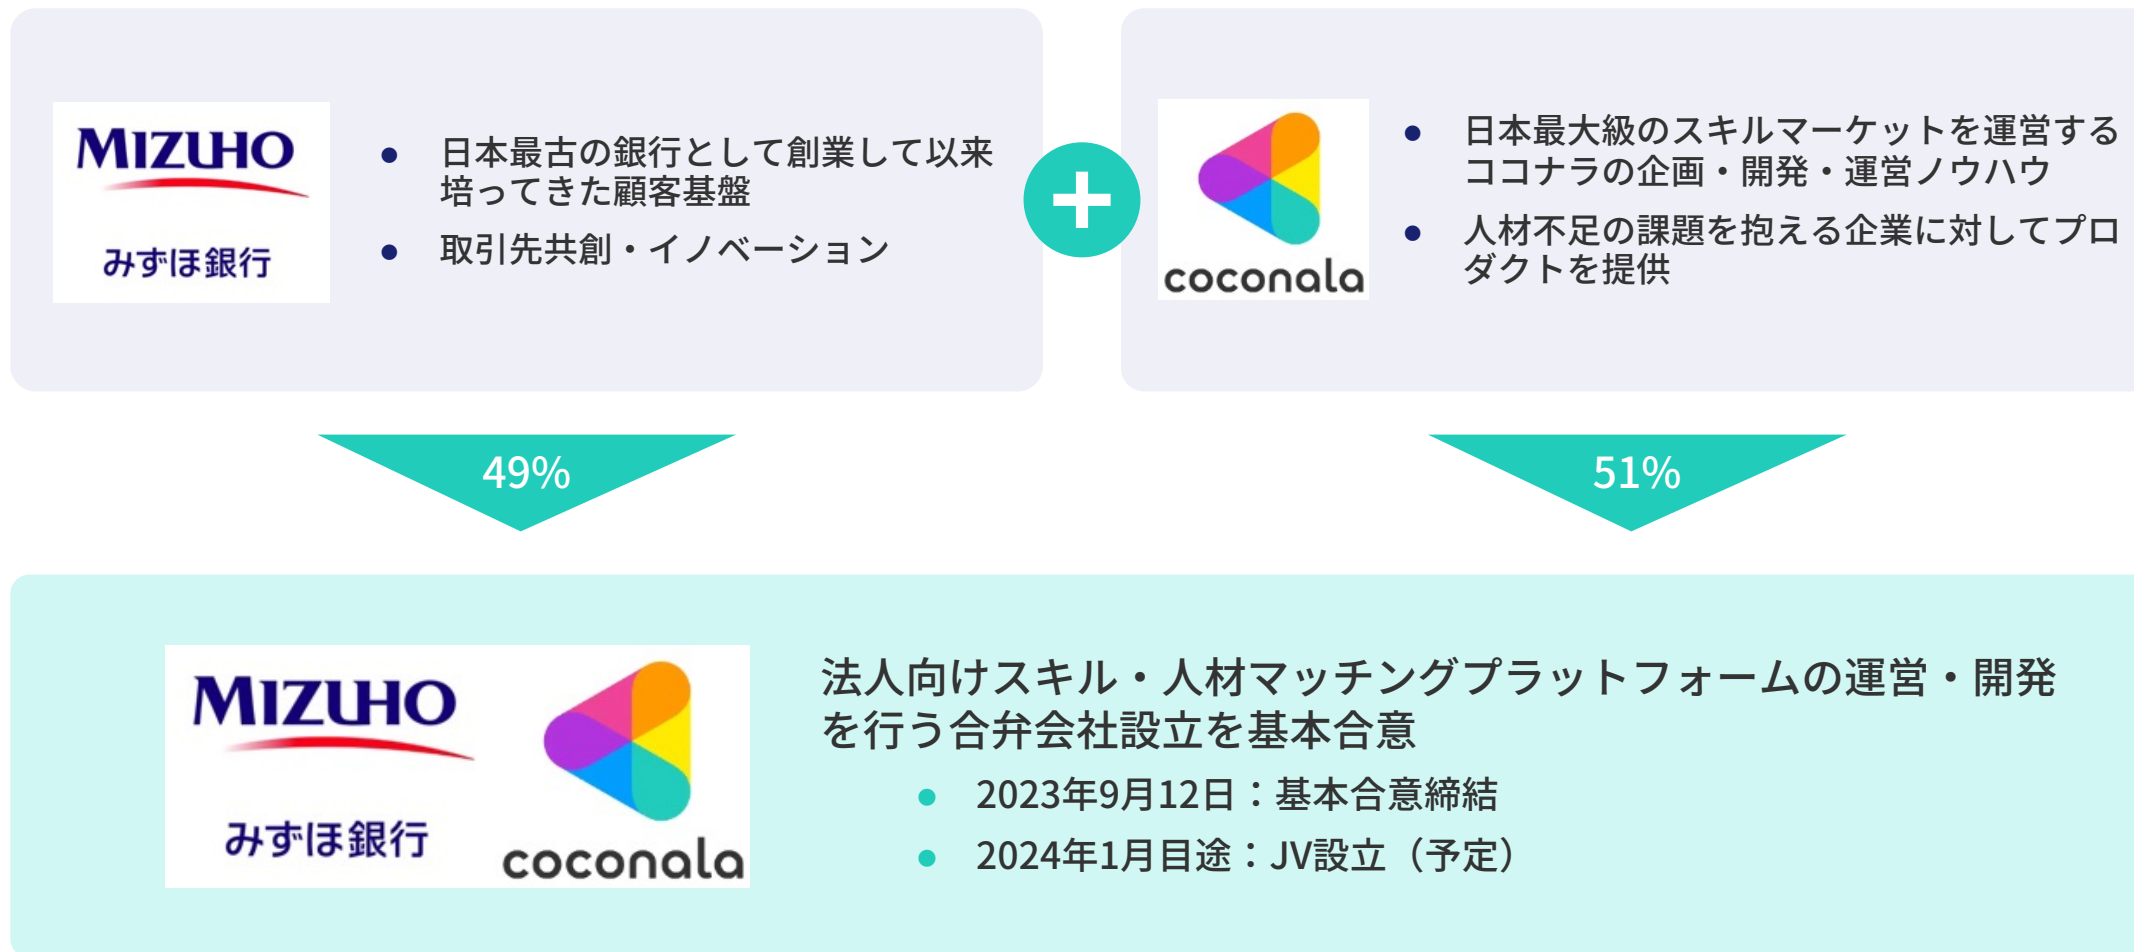 MIZUHO
みずほ銀行
● 日本最古の銀行として創業して以来
培ってきた顧客基盤
● 取引先共創・イノベーション
+
coconala
● 日本最大級のスキルマーケットを運営する
ココナラの企画・開発・運営ノウハウ
● 人材不足の課題を抱える企業に対してプロ
ダクトを提供
49%
51%
MIZUHO
みずほ銀行
coconala
法人向けスキル・人材マッチングプラットフォームの運営・開発
を行う合弁会社設立を基本合意
● 2023年9月12日：基本合意締結
● 2024年1月目途：JV設立（予定）